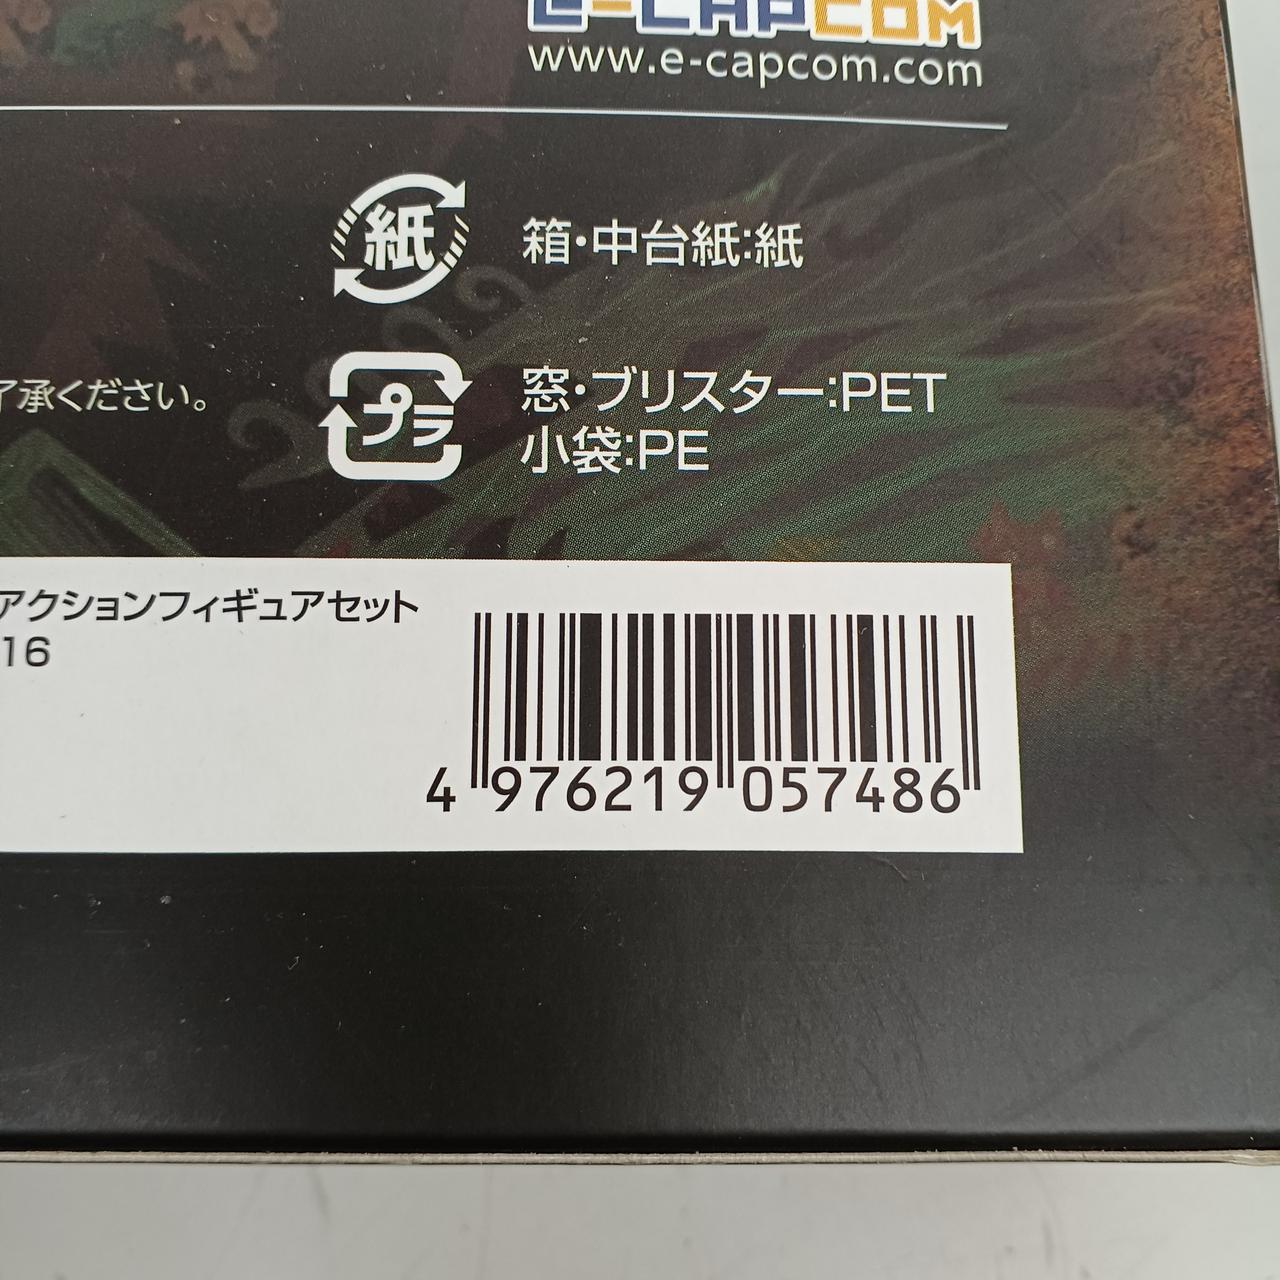 e-CAPCOM
www.e-capcom.com
紙
箱・中台紙:紙
了承ください。
プラ
窓・ブリスター:PET
小袋:PE
アクションフィギュアセット
16
4 976219 057486